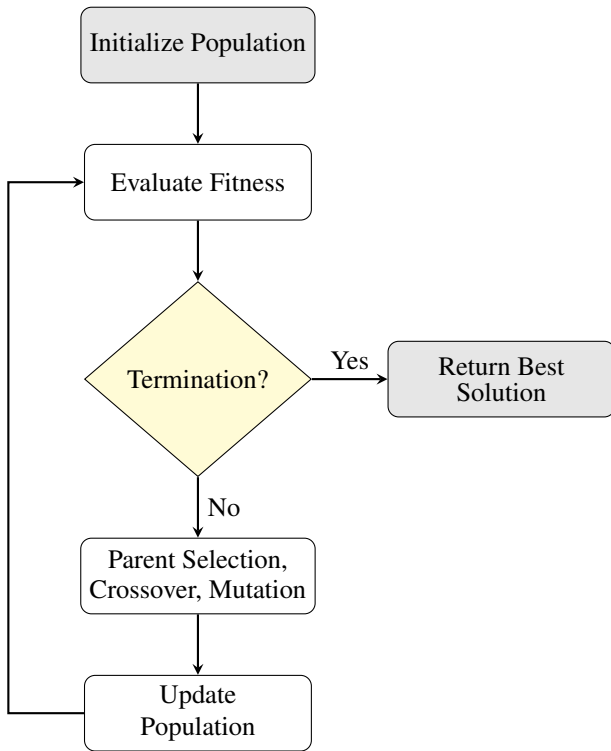 Initialize Population
Evaluate Fitness
Termination?
Yes
Return Best
Solution
No
Parent Selection,
Crossover, Mutation
Update
Population